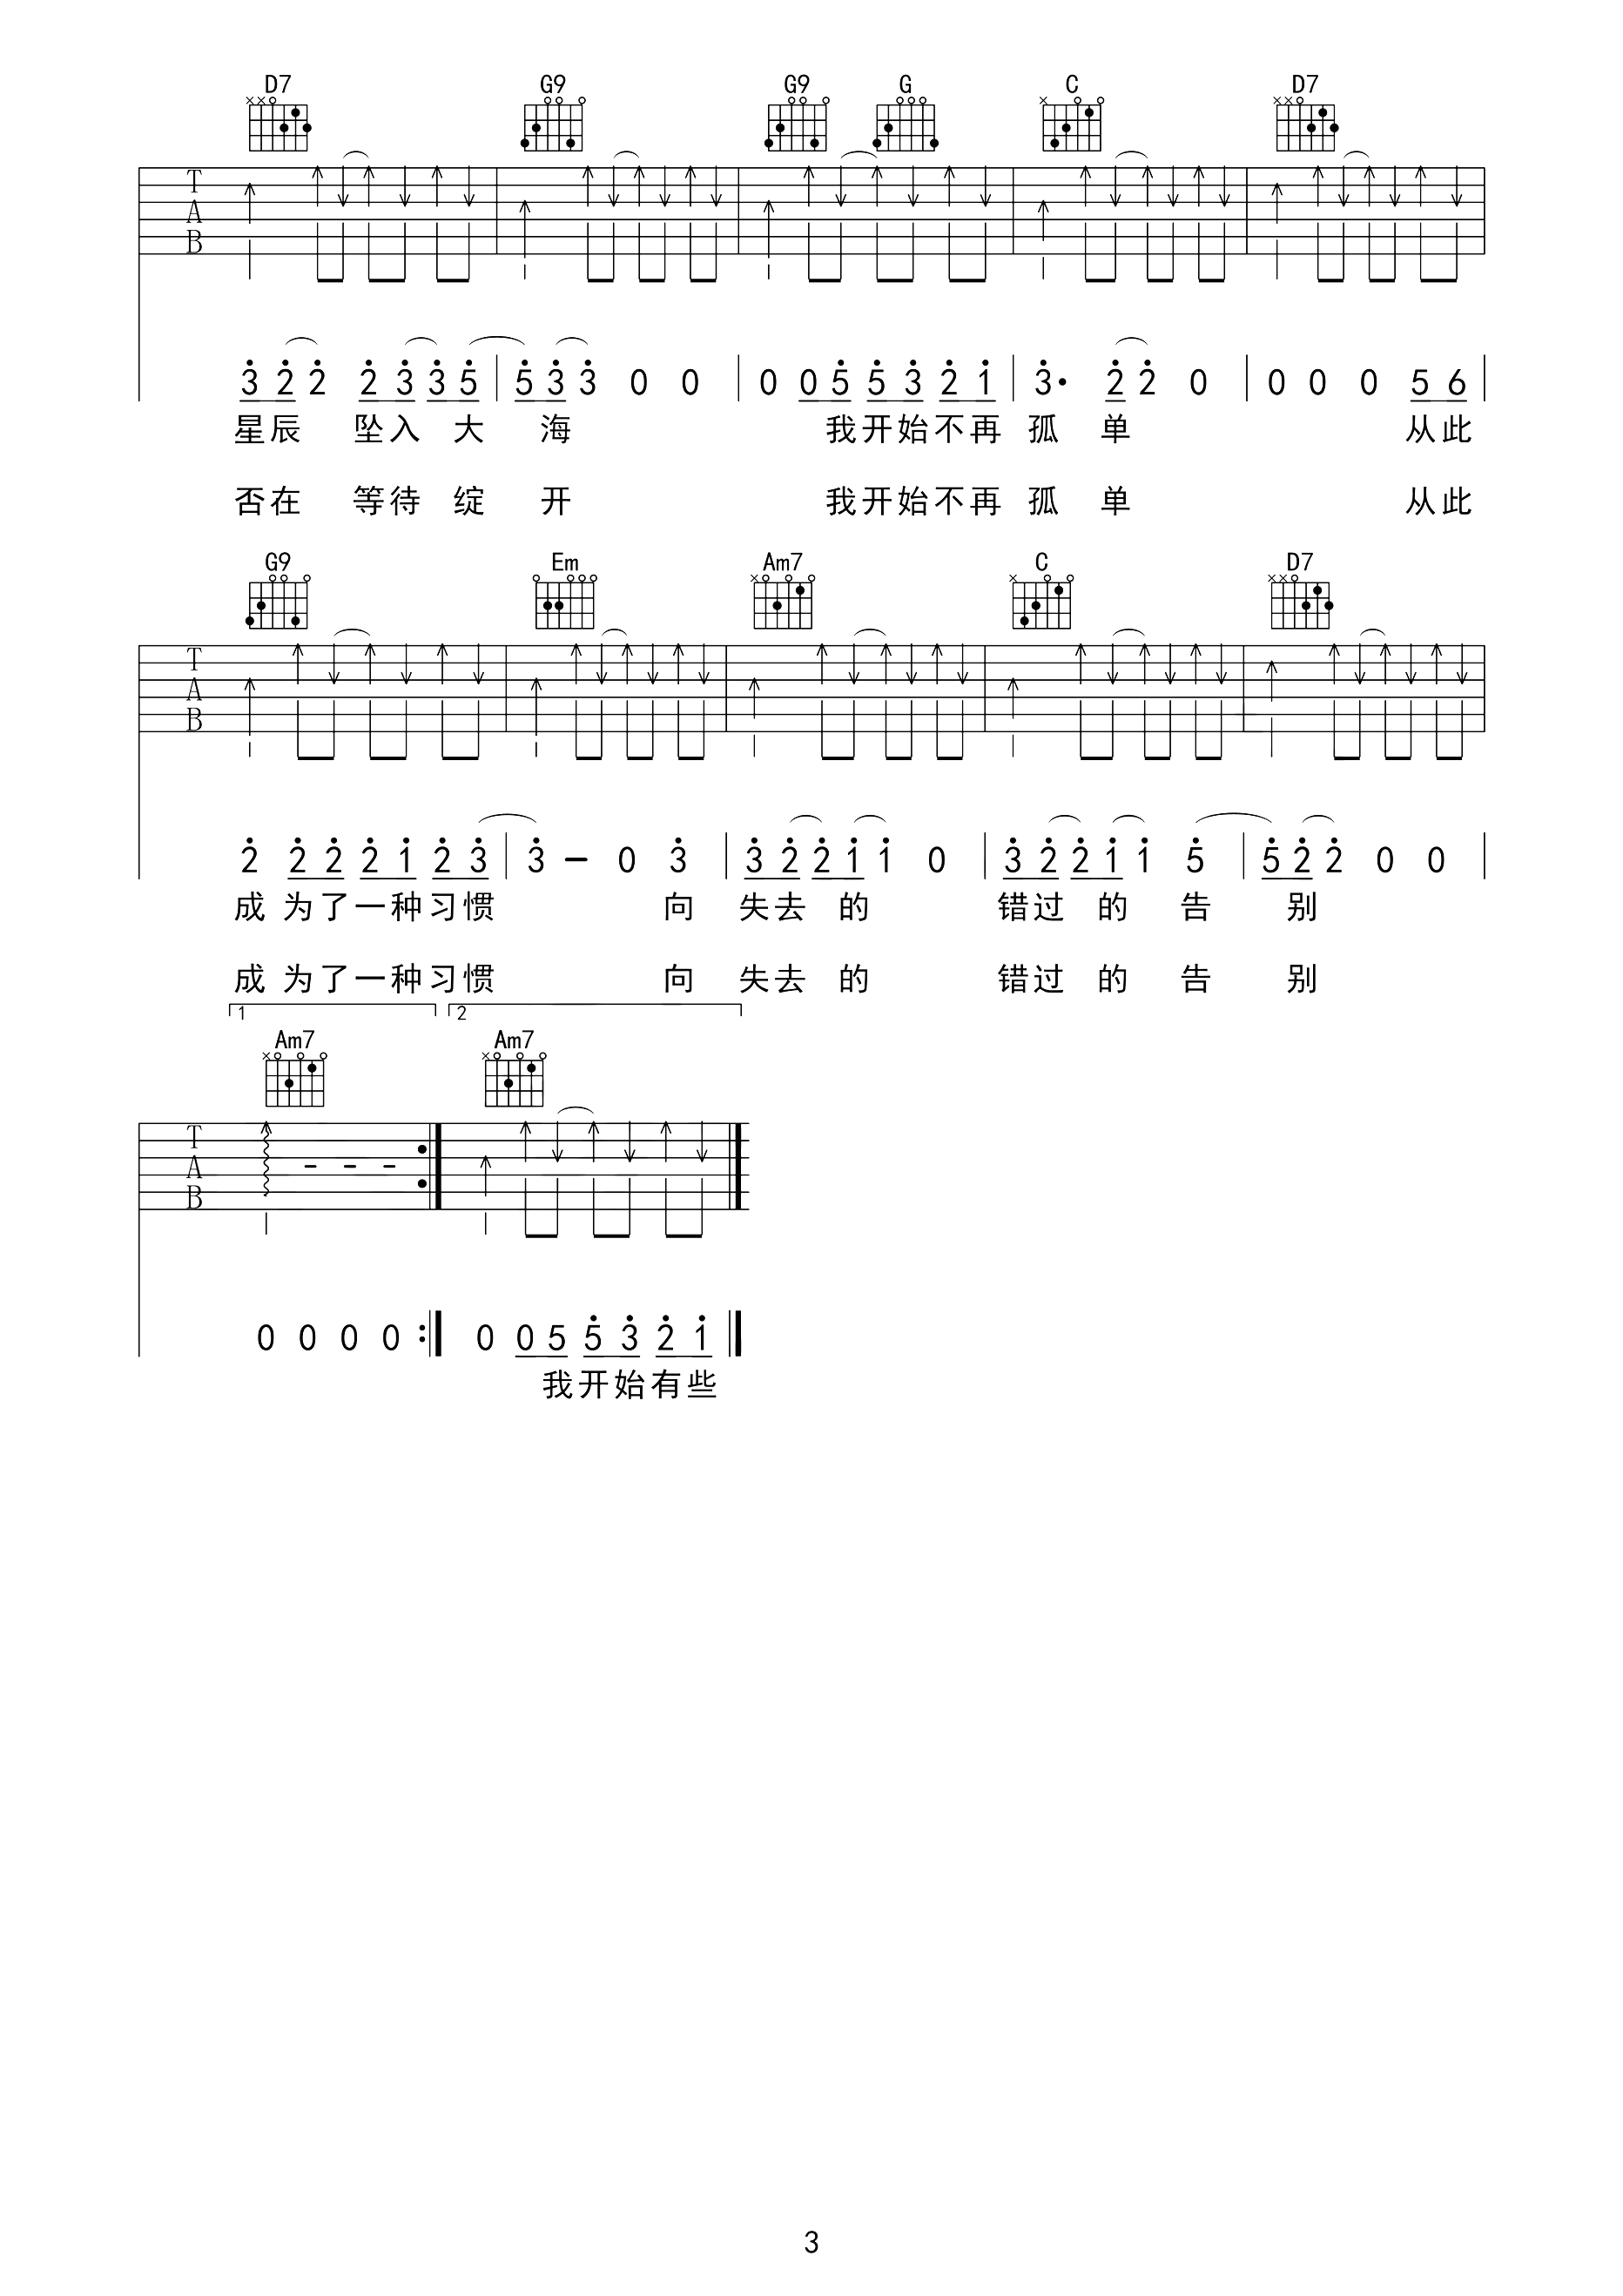 D7 G9 G9 G C D7
T
A
B
3 2 2 2 3 3 5 5 3 3 0 0 0 0 5 5 3 2 1 3· 2 2 0 0 0 0 5 6
星辰 坠入 大 海 我开始不再 孤 单 从此
否在 等待 绽 开 我开始不再 孤 单 从此
G9 Em Am7 C D7
T
A
B
2 2 2 2 1 2 3 3 - 0 3 3 2 2 1 1 0 3 2 2 1 1 5 5 2 2 0 0
成 为了一种习惯 向 失去 的 错过 的 告 别
成 为了一种习惯 向 失去 的 错过 的 告 别
1 2
Am7 Am7
T
A
B
0 0 0 0 0 0 5 5 3 2 1
我开始有些
3